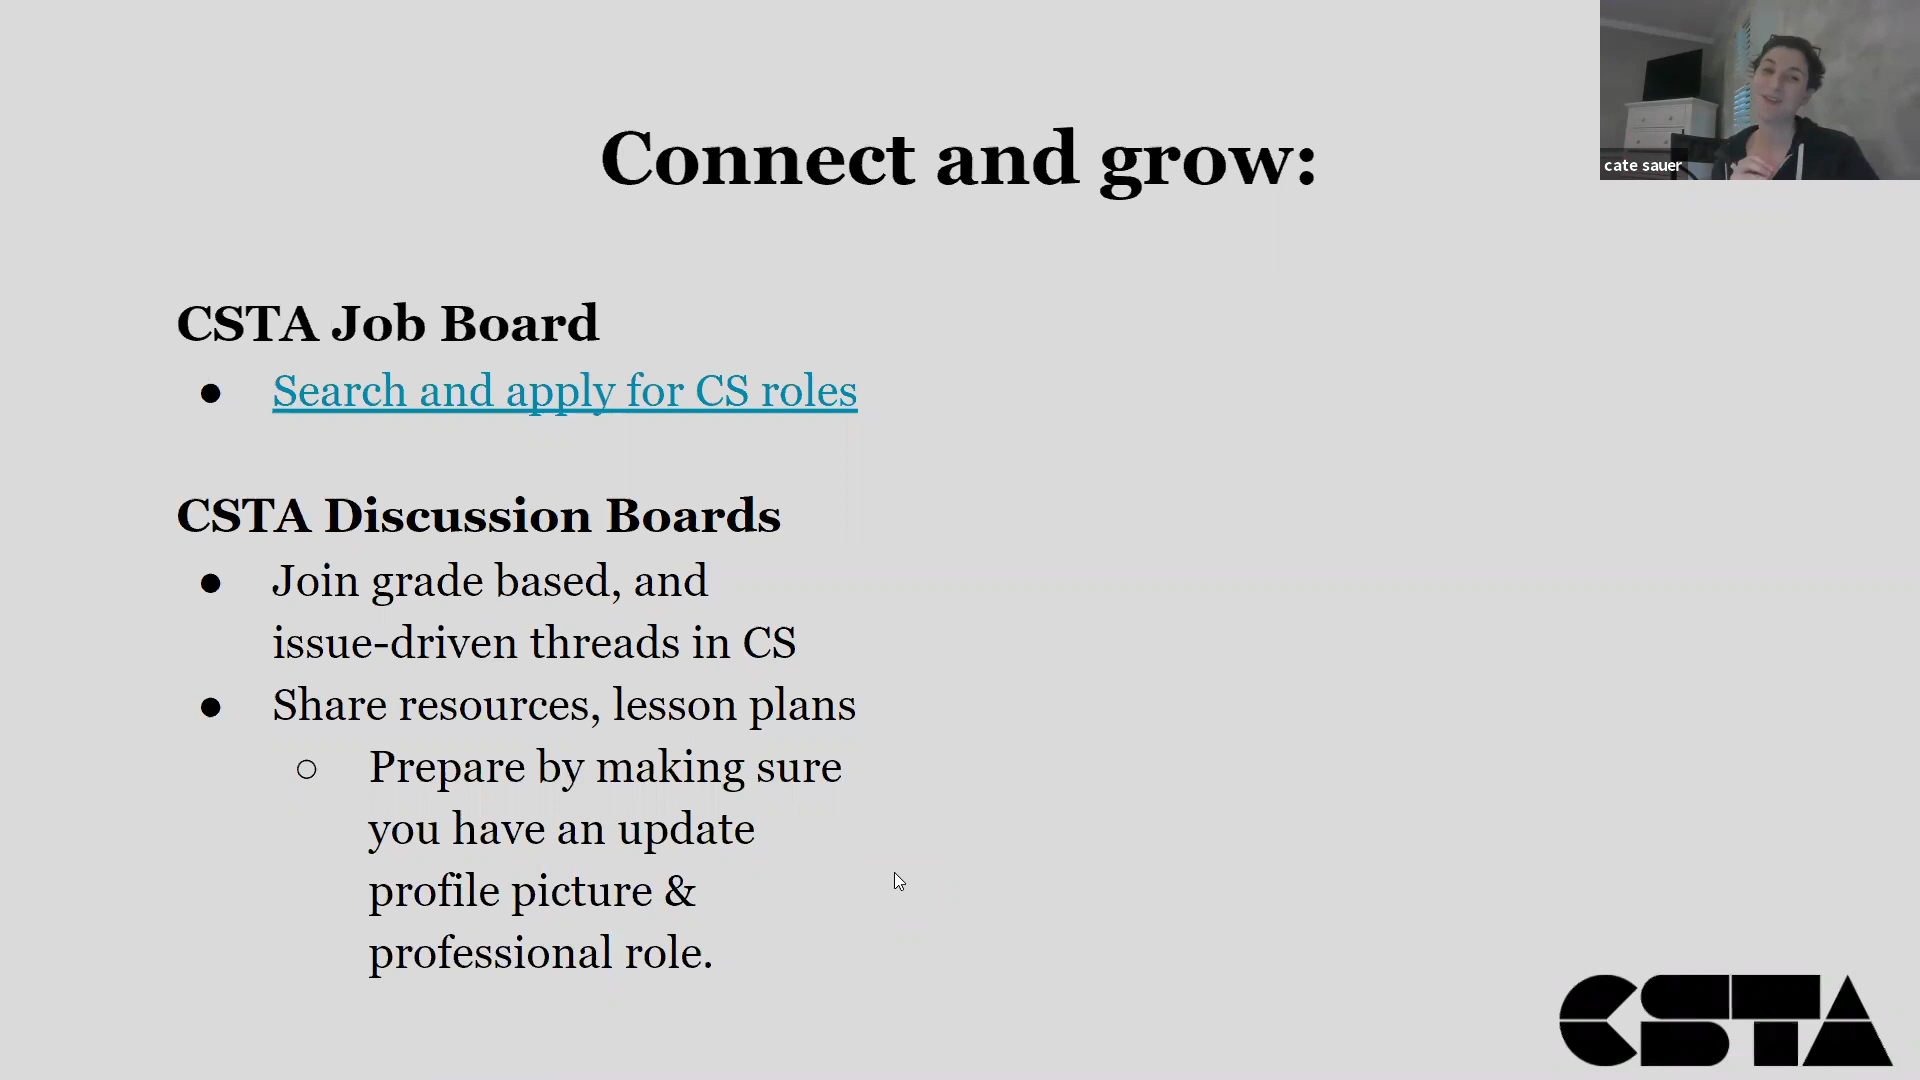 cate sauer
Connect and grow:
CSTA Job Board
● Search and apply for CS roles
CSTA Discussion Boards
● Join grade based, and
issue-driven threads in CS
● Share resources, lesson plans
○ Prepare by making sure
you have an update
profile picture &
professional role.
CSTA